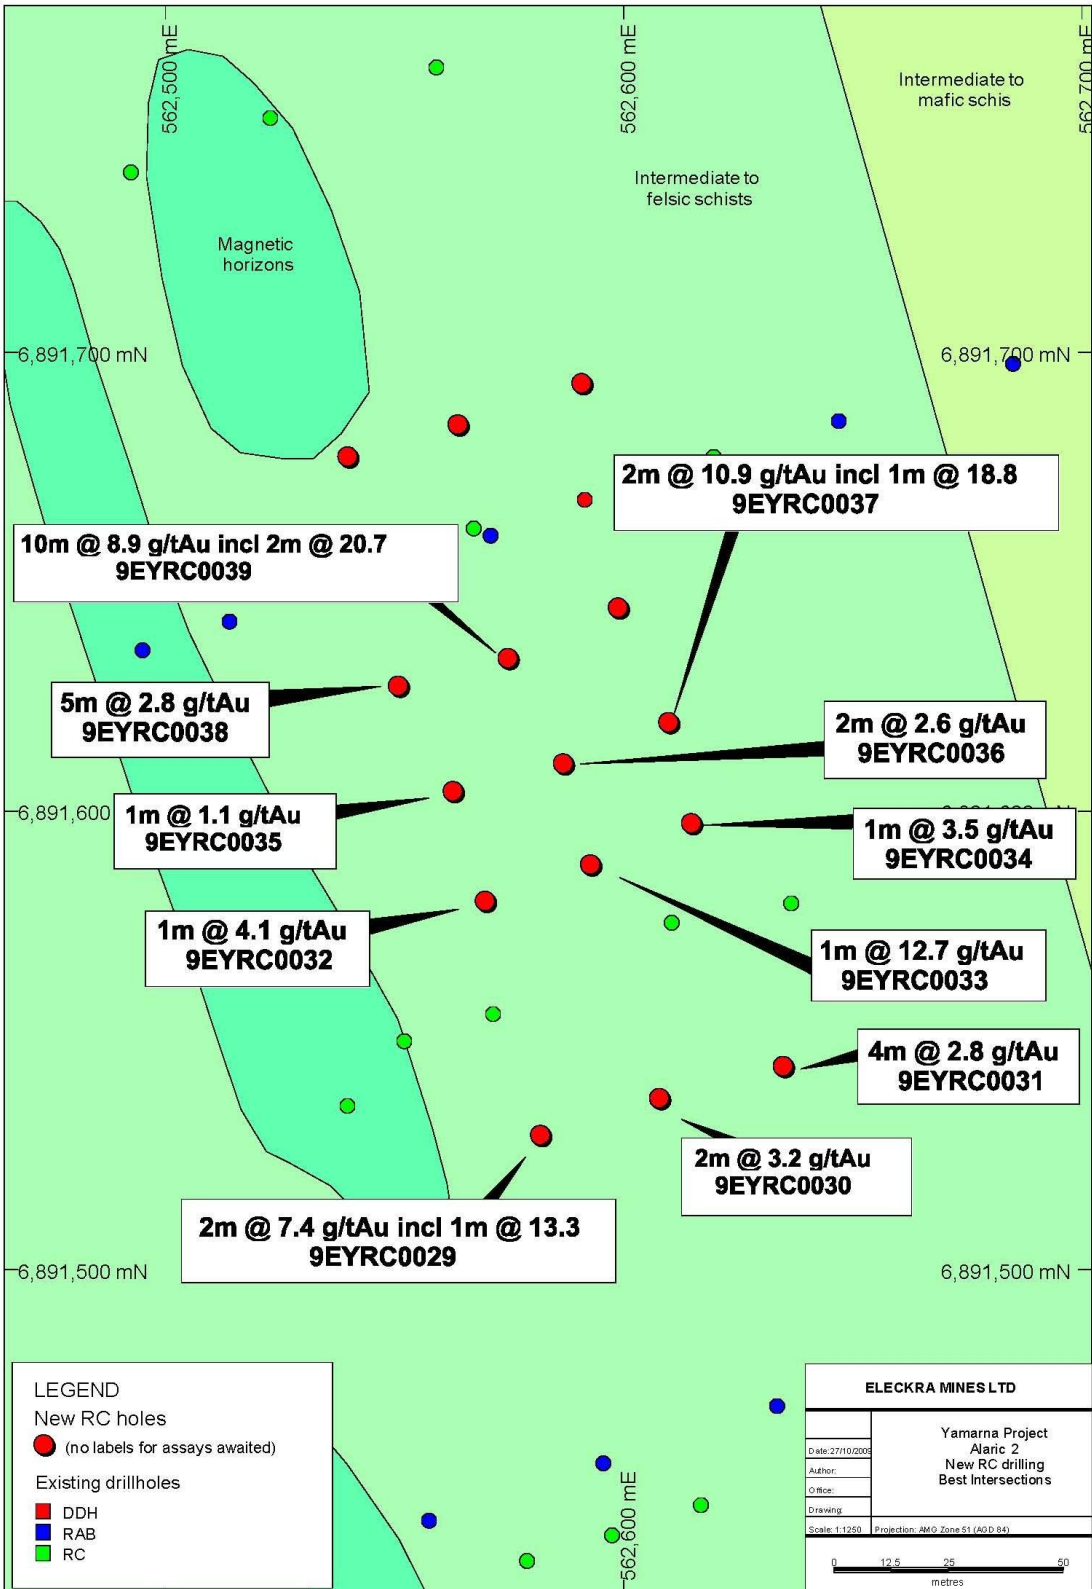 562,500 mE
562,600 mE
562,700 mE
Intermediate to
mafic schis
Intermediate to
felsic schists
Magnetic
horizons
6,891,700 mN
6,891,700 mN
2m @ 10.9 g/tAu incl 1m @ 18.8
9EYRC0037
10m @ 8.9 g/tAu incl 2m @ 20.7
9EYRC0039
5m @ 2.8 g/tAu
9EYRC0038
2m @ 2.6 g/tAu
9EYRC0036
6,891,600
1m @ 1.1 g/tAu
9EYRC0035
1m @ 3.5 g/tAu
9EYRC0034
1m @ 4.1 g/tAu
9EYRC0032
1m @ 12.7 g/tAu
9EYRC0033
4m @ 2.8 g/tAu
9EYRC0031
2m @ 3.2 g/tAu
9EYRC0030
2m @ 7.4 g/tAu incl 1m @ 13.3
9EYRC0029
6,891,500 mN
6,891,500 mN
LEGEND
New RC holes
(no labels for assays awaited)
Existing drillholes
DDH
RAB
RC
562,600 mE
ELECKRA MINES LTD
Date:27/10/2009
Author:
Office:
Drawing:
Scale: 1:1250
Yamarna Project
Alaric 2
New RC drilling
Best Intersections
Projection: AMG Zone 51 (AGD 84)
0 12.5 25 50
metres